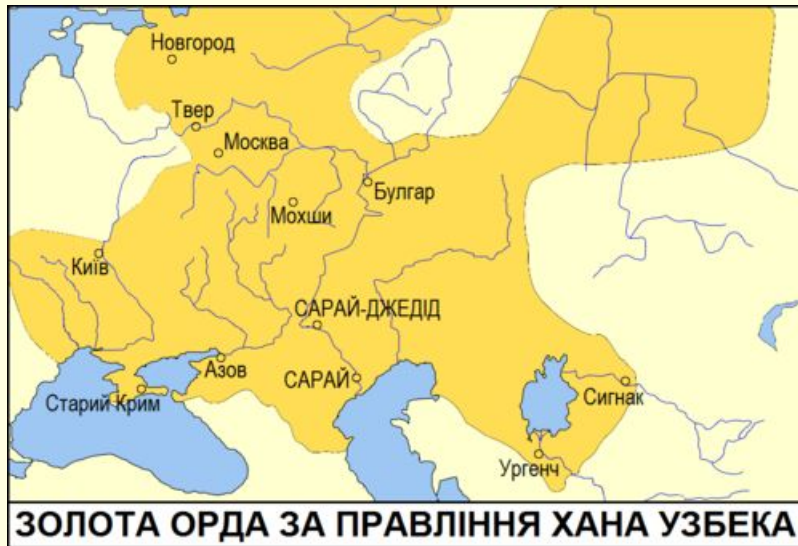 Новгород
Твер
Москва
Булгар
Мохши
Київ
САРАЙ-ДЖЕДІД
Азов
САРАЙ
Старий Крим
Сигнак
Ургенч
ЗОЛОТА ОРДА ЗА ПРАВЛІННЯ ХАНА УЗБЕКА